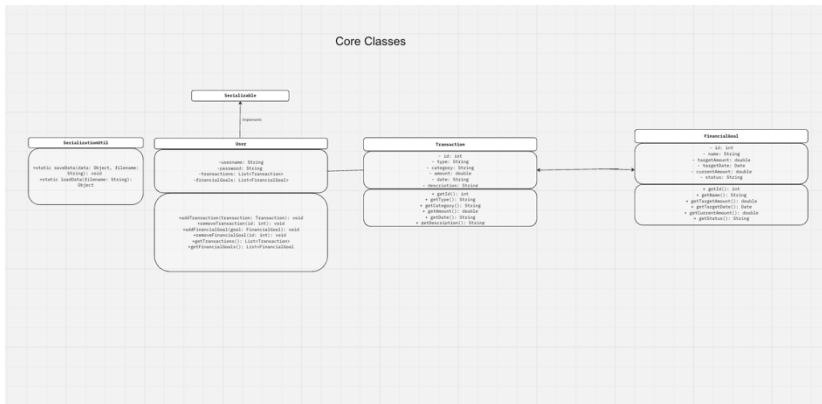 Core Classes
Serializable
implements
SerializationUtil
+static saveData(data: Object, filename:
String): void
+static loadData(filename: String):
Object
User
-username: String
-password: String
-transactions: List<Transaction>
-financialGoals: List<FinancialGoal>
+addTransaction(transaction: Transaction): void
+removeTransaction(id: int): void
+addFinancialGoal(goal: FinancialGoal): void
+removeFinancialGoal(id: int): void
+getTransactions(): List<Transaction>
+getFinancialGoals(): List<FinancialGoal
Transaction
- id: int
- type: String
- category: String
- amount: double
- date: String
- description: String
+ getId(): int
+ getType(): String
+ getCategory(): String
+ getAmount(): double
+ getDate(): String
+ getDescription(): String
FinancialGoal
- id: int
- name: String
- targetAmount: double
- targetDate: Date
- currentAmount: double
- status: String
+ getId(): int
+ getName(): String
+ getTargetAmount(): double
+ getTargetDate(): Date
+ getCurrentAmount(): double
+ getStatus(): String